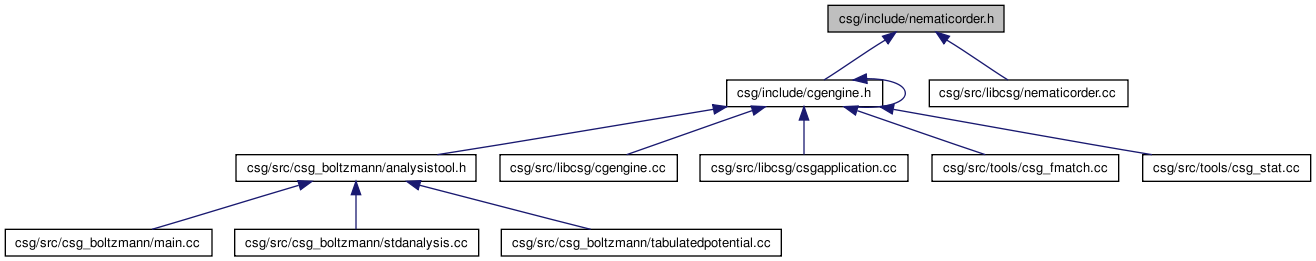 csg/include/nematicorder.h
csg/include/cgengine.h
csg/src/libcsg/nematicorder.cc
csg/src/csg_boltzmann/analysistool.h
csg/src/libcsg/cgengine.cc
csg/src/libcsg/csgapplication.cc
csg/src/tools/csg_fmatch.cc
csg/src/tools/csg_stat.cc
csg/src/csg_boltzmann/main.cc
csg/src/csg_boltzmann/stdanalysis.cc
csg/src/csg_boltzmann/tabulatedpotential.cc